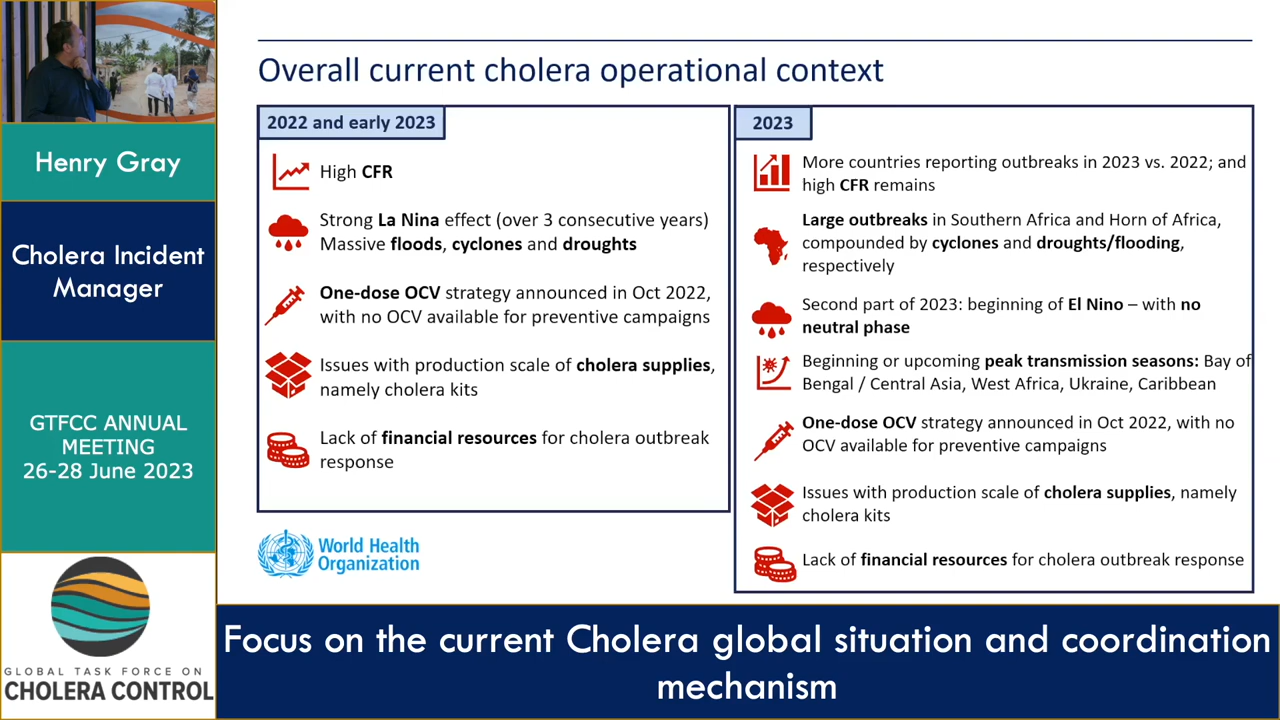 Henry Gray
Cholera Incident
Manager
GTFCC ANNUAL
MEETING
26-28 June 2023
GLOBAL TASK FORCE ON
CHOLERA CONTROL
Overall current cholera operational context
2022 and early 2023
High CFR
Strong La Nina effect (over 3 consecutive years)
Massive floods, cyclones and droughts
One-dose OCV strategy announced in Oct 2022,
with no OCV available for preventive campaigns
Issues with production scale of cholera supplies,
namely cholera kits
Lack of financial resources for cholera outbreak
response
World Health
Organization
2023
More countries reporting outbreaks in 2023 vs. 2022; and
high CFR remains
Large outbreaks in Southern Africa and Horn of Africa,
compounded by cyclones and droughts/flooding,
respectively
Second part of 2023: beginning of El Nino – with no
neutral phase
Beginning or upcoming peak transmission seasons: Bay of
Bengal / Central Asia, West Africa, Ukraine, Caribbean
One-dose OCV strategy announced in Oct 2022, with no
OCV available for preventive campaigns
Issues with production scale of cholera supplies, namely
cholera kits
Lack of financial resources for cholera outbreak response
Focus on the current Cholera global situation and coordination
mechanism